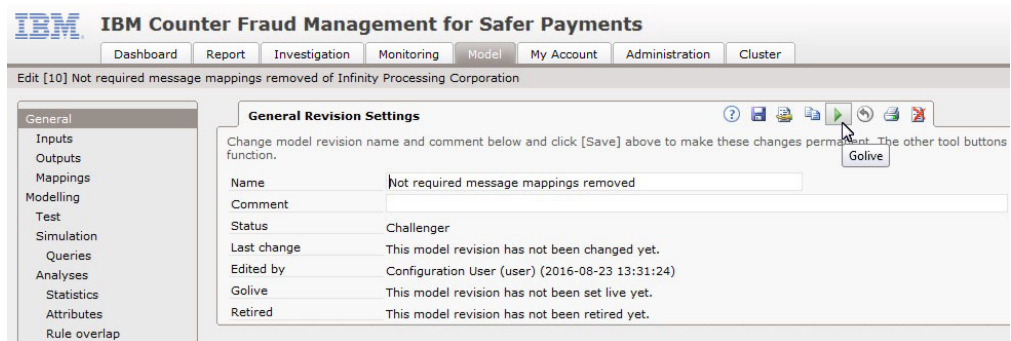 IBM IBM Counter Fraud Management for Safer Payments
Dashboard Report Investigation Monitoring Model My Account Administration Cluster
Edit [10] Not required message mappings removed of Infinity Processing Corporation
General
Inputs
Outputs
Mappings
Modelling
Test
Simulation
Queries
Analyses
Statistics
Attributes
Rule overlap
General Revision Settings
Change model revision name and comment below and click [Save] above to make these changes permanent. The other tool buttons
function.
Golive
Name Not required message mappings removed
Comment
Status Challenger
Last change This model revision has not been changed yet.
Edited by Configuration User (user) (2016-08-23 13:31:24)
Golive This model revision has not been set live yet.
Retired This model revision has not been retired yet.